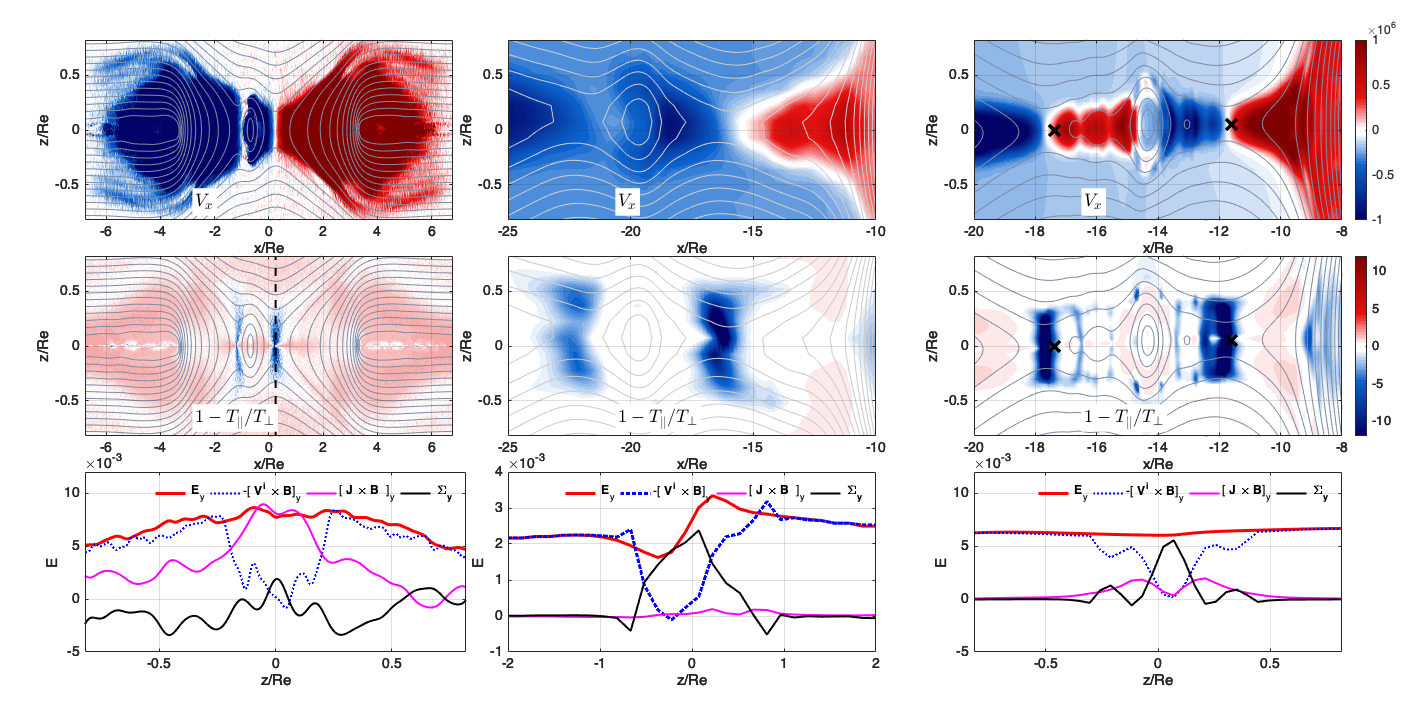 ×10⁶
z/Re
0.5
0
-0.5
V_x
-6 -4 -2 0 2 4 6
x/Re
z/Re
0.5
0
-0.5
V_x
-25 -20 -15 -10
x/Re
z/Re
0.5
0
-0.5
V_x
-20 -18 -16 -14 -12 -10 -8
x/Re
1
0.5
0
-0.5
-1
z/Re
0.5
0
-0.5
1 − T_∥/T_⊥
-6 -4 -2 0 2 4 6
x/Re
z/Re
0.5
0
-0.5
1 − T_∥/T_⊥
-25 -20 -15 -10
x/Re
z/Re
0.5
0
-0.5
1 − T_∥/T_⊥
-20 -18 -16 -14 -12 -10 -8
x/Re
10
5
0
-5
-10
×10⁻³
E_y -[ Vⁱ × B]_y [ J × B ]_y Σ_y
E
10
5
0
-5
-0.5 0 0.5
z/Re
×10⁻³
E_y -[ Vⁱ × B]_y [ J × B ]_y Σ_y
E
4
3
2
1
0
-1
-2 -1 0 1 2
z/Re
×10⁻³
E_y -[ Vⁱ × B]_y [ J × B ]_y Σ_y
E
10
5
0
-5
-0.5 0 0.5
z/Re